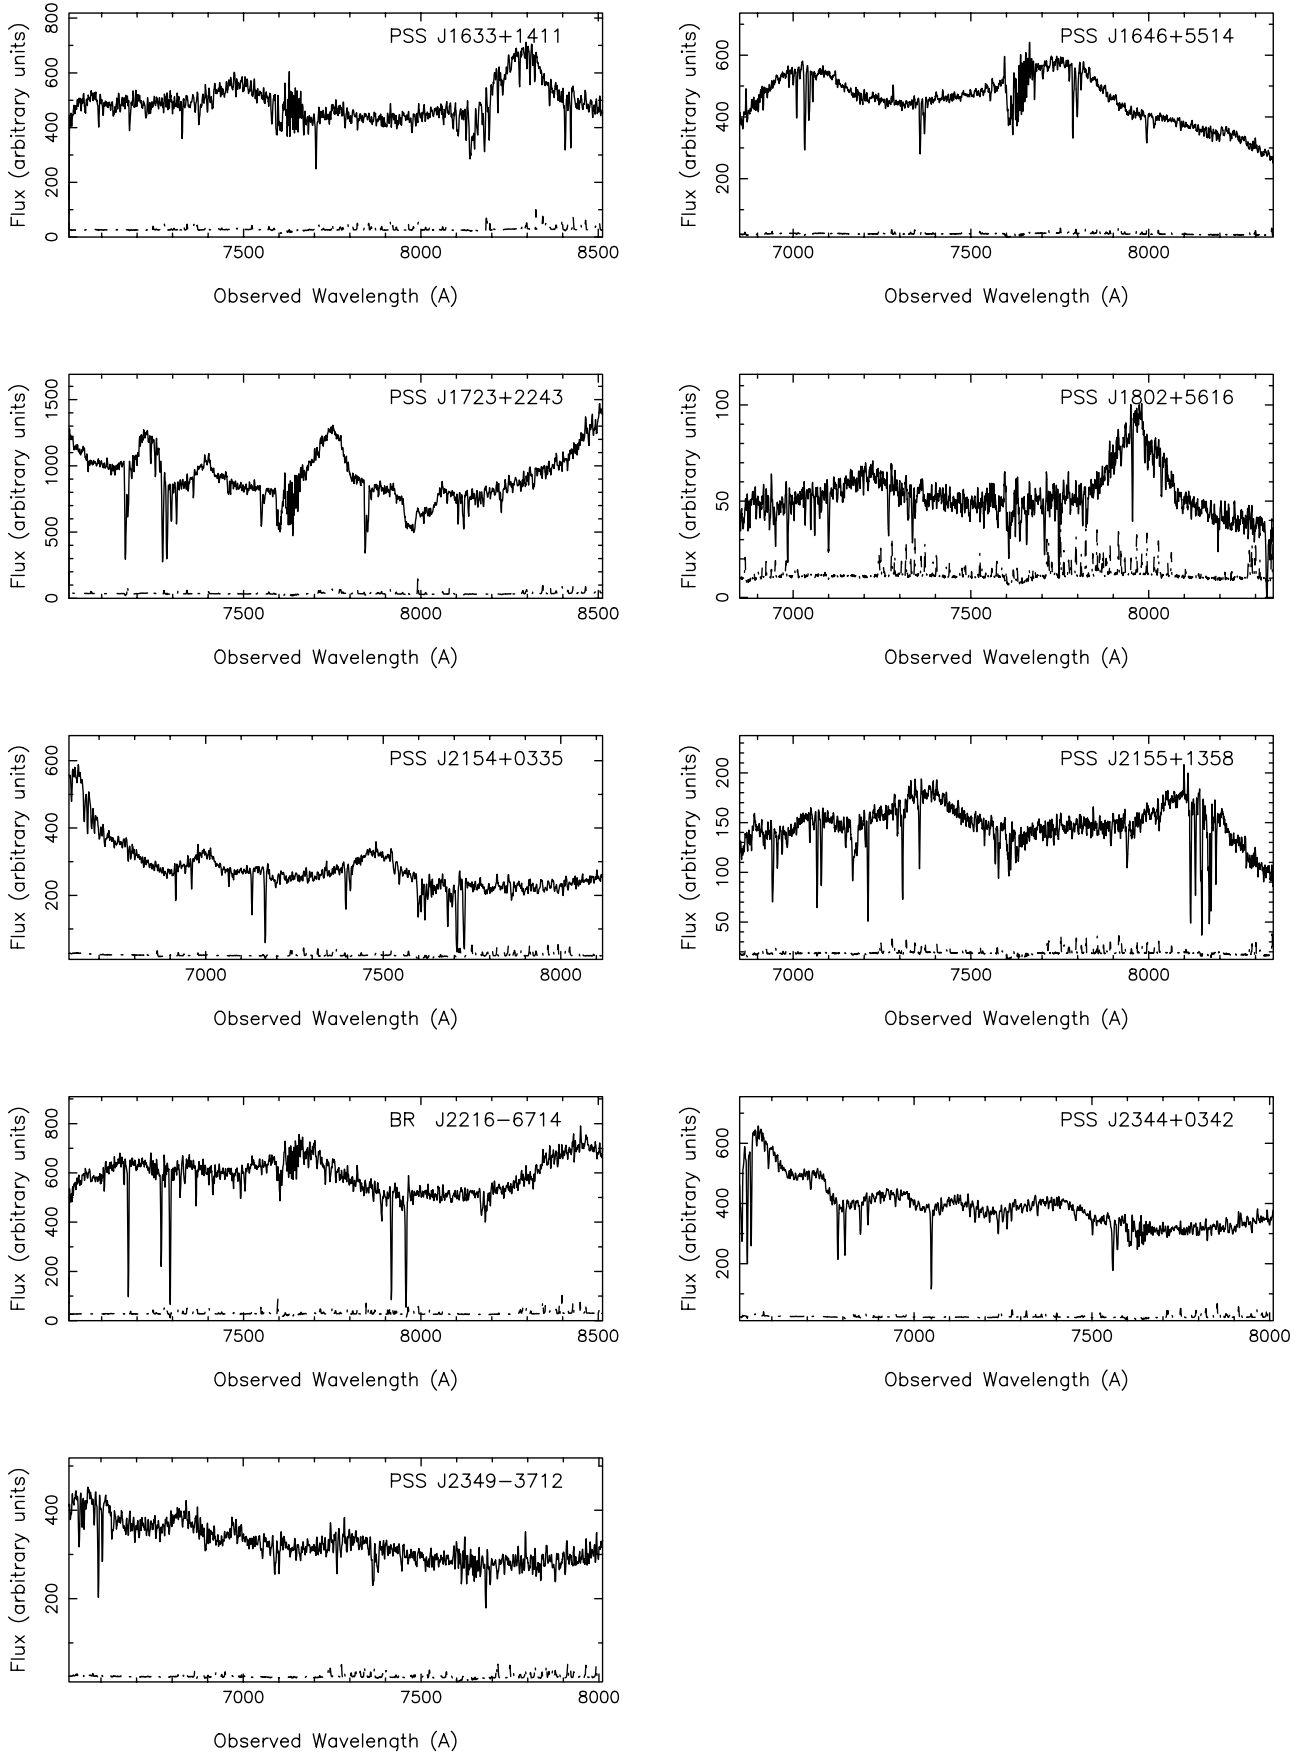 PSS J1633+1411
Flux (arbitrary units)
0 200 400 600 800
7500 8000 8500
Observed Wavelength (A)
PSS J1646+5514
Flux (arbitrary units)
200 400 600
7000 7500 8000
Observed Wavelength (A)
PSS J1723+2243
Flux (arbitrary units)
0 500 1000 1500
7500 8000 8500
Observed Wavelength (A)
PSS J1802+5616
Flux (arbitrary units)
0 50 100
7000 7500 8000
Observed Wavelength (A)
PSS J2154+0335
Flux (arbitrary units)
200 400 600
7000 7500 8000
Observed Wavelength (A)
PSS J2155+1358
Flux (arbitrary units)
50 100 150 200
7000 7500 8000
Observed Wavelength (A)
BR J2216-6714
Flux (arbitrary units)
0 200 400 600 800
7500 8000 8500
Observed Wavelength (A)
PSS J2344+0342
Flux (arbitrary units)
200 400 600
7000 7500 8000
Observed Wavelength (A)
PSS J2349-3712
Flux (arbitrary units)
200 400
7000 7500 8000
Observed Wavelength (A)